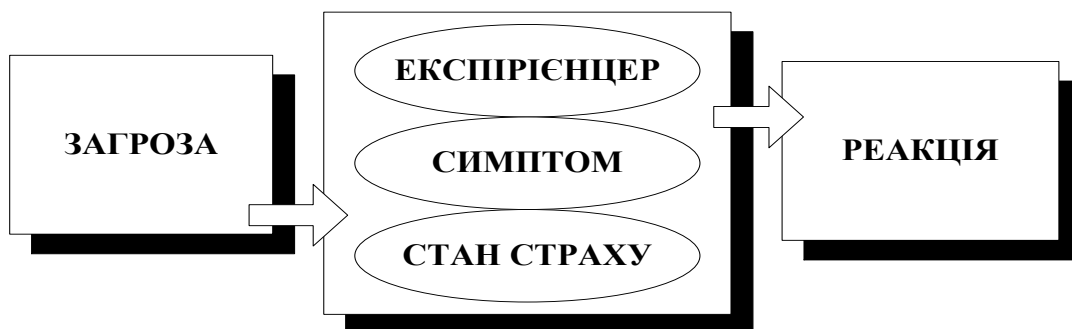 ЗАГРОЗА
ЕКСПІРІЄНЦЕР
СИМПТОМ
СТАН СТРАХУ
РЕАКЦІЯ